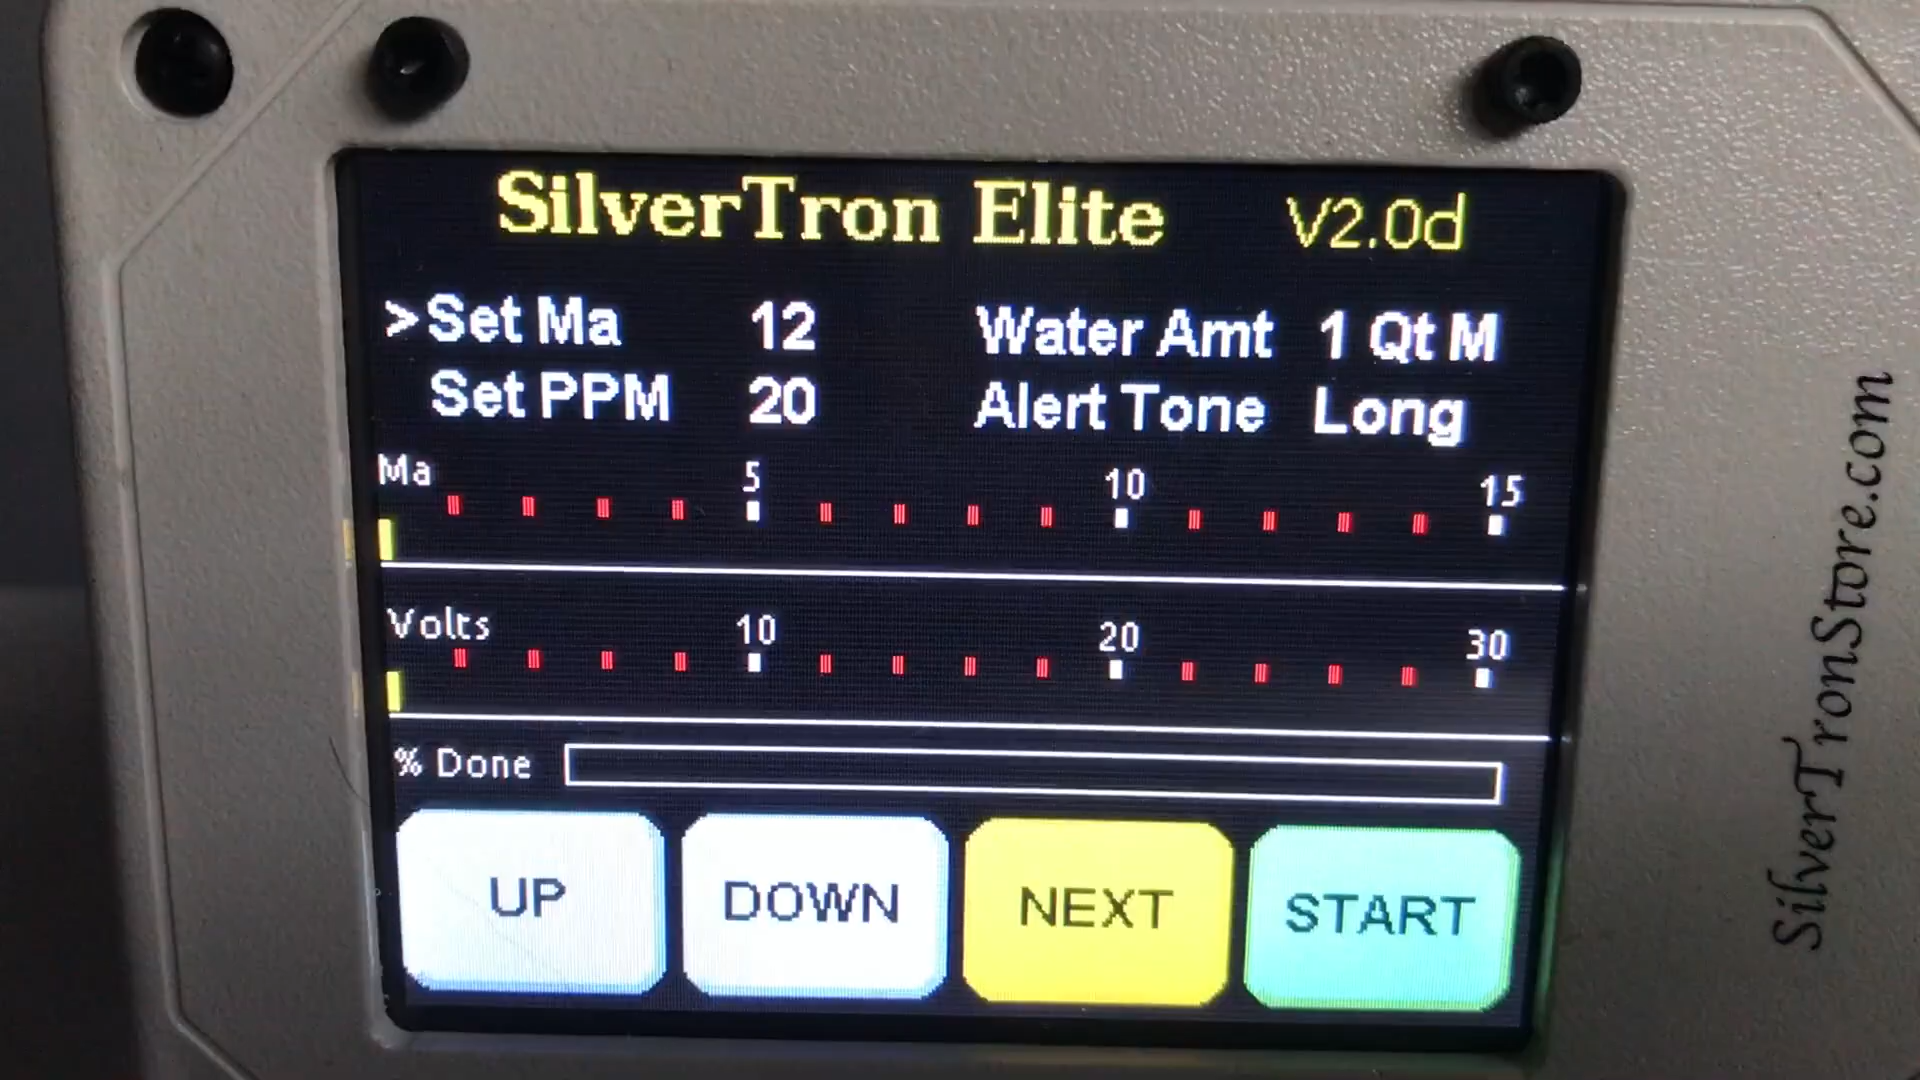 SilverTron Elite V2.0d
>Set Ma 12 Water Amt 1 Qt M
Set PPM 20 Alert Tone Long
Ma 5 10 15
Volts 10 20 30
% Done
UP DOWN NEXT START
SilverTronStore.com